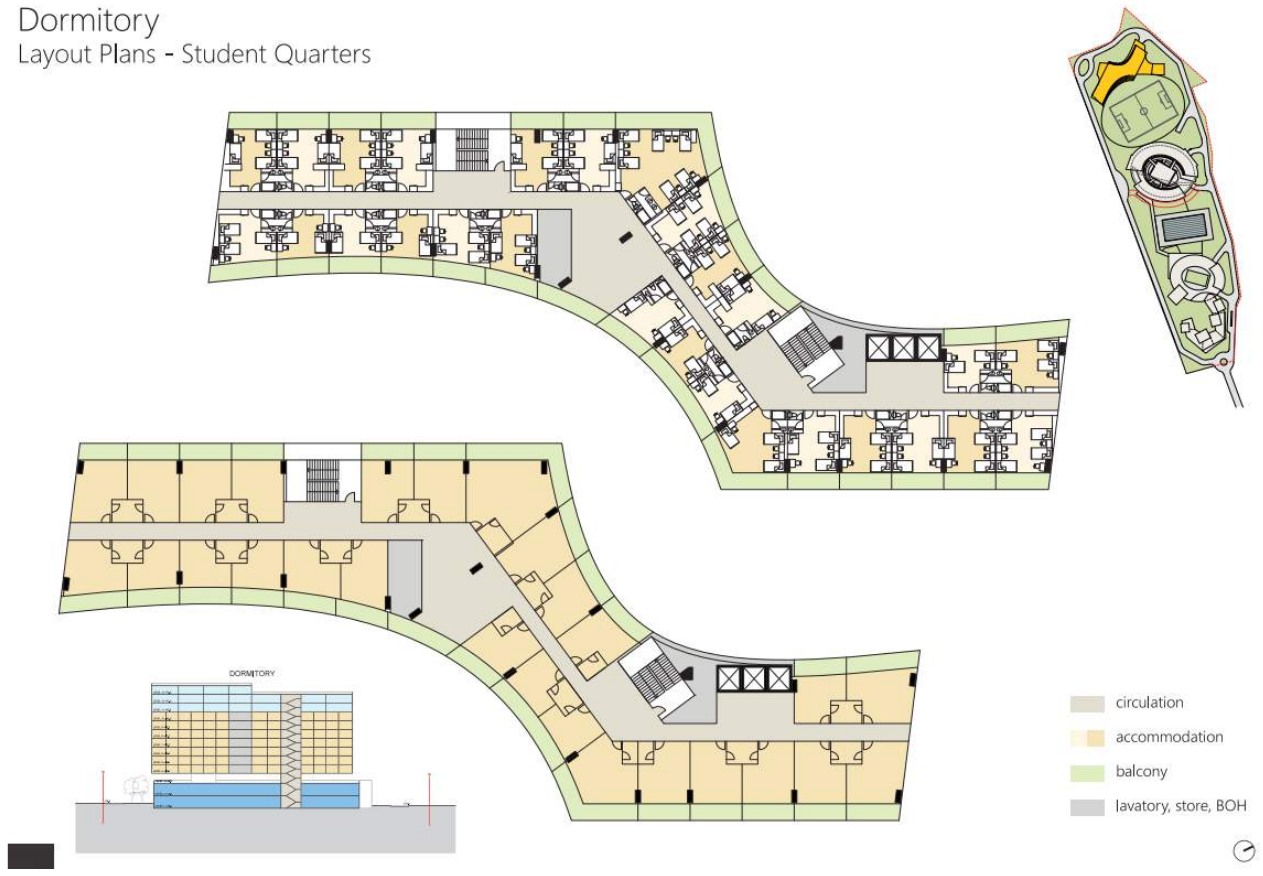 Dormitory
Layout Plans - Student Quarters
DORMITORY
circulation
accommodation
balcony
lavatory, store, BOH